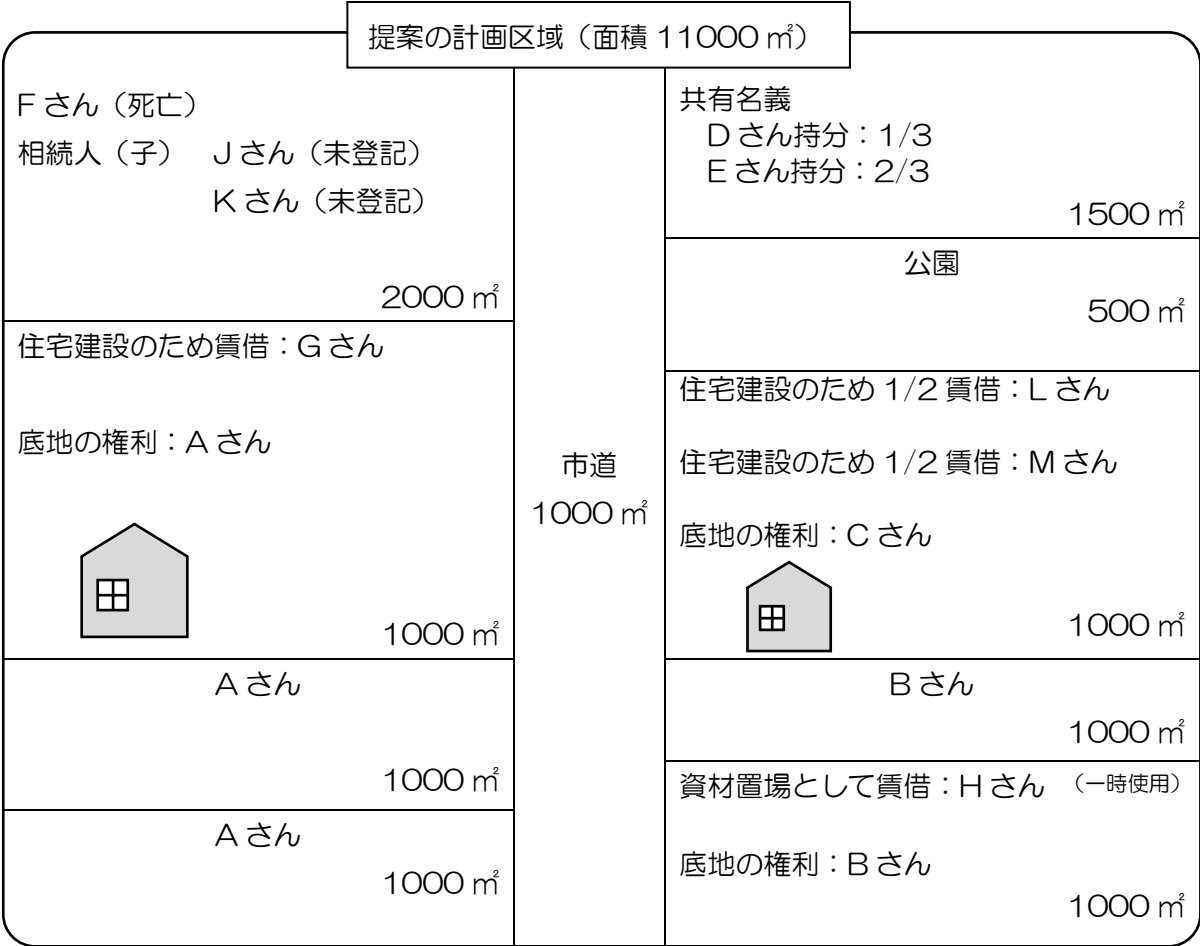 提案の計画区域（面積 11000 ㎡）
Fさん（死亡）
相続人（子）　Jさん（未登記）
Kさん（未登記）
2000 ㎡
住宅建設のため賃借：Gさん
底地の権利：Aさん
1000 ㎡
Aさん
1000 ㎡
Aさん
1000 ㎡
市道
1000 ㎡
共有名義
Dさん持分：1/3
Eさん持分：2/3
1500 ㎡
公園
500 ㎡
住宅建設のため 1/2 賃借：Lさん
住宅建設のため 1/2 賃借：Mさん
底地の権利：Cさん
1000 ㎡
Bさん
1000 ㎡
資材置場として賃借：Hさん　（一時使用）
底地の権利：Bさん
1000 ㎡